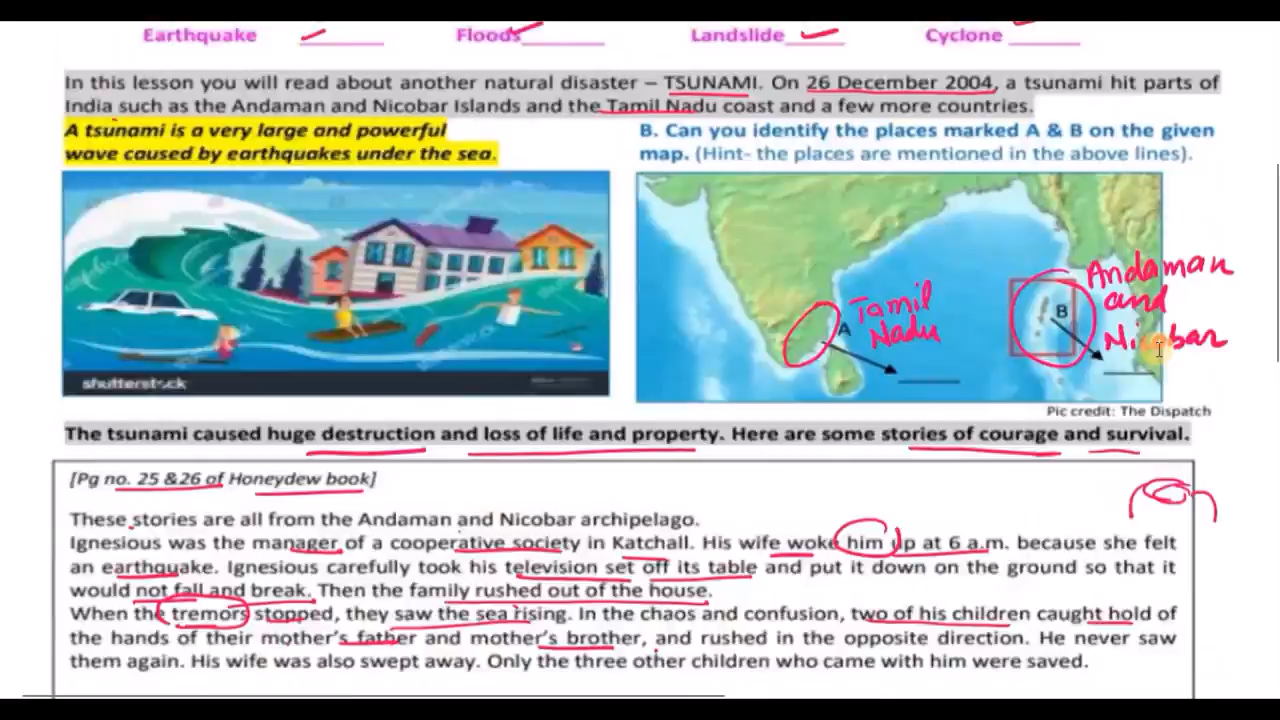 Earthquake ________ Floods________ Landslide______ Cyclone _______
In this lesson you will read about another natural disaster – TSUNAMI. On 26 December 2004, a tsunami hit parts of
India such as the Andaman and Nicobar Islands and the Tamil Nadu coast and a few more countries.
A tsunami is a very large and powerful
wave caused by earthquakes under the sea.
B. Can you identify the places marked A & B on the given
map. (Hint- the places are mentioned in the above lines).
shutterstock
A
Tamil
Nadu
B
Andaman
and
Nicobar
Pic credit: The Dispatch
The tsunami caused huge destruction and loss of life and property. Here are some stories of courage and survival.
[Pg no. 25 &26 of Honeydew book]
These stories are all from the Andaman and Nicobar archipelago.
Ignesious was the manager of a cooperative society in Katchall. His wife woke him up at 6 a.m. because she felt
an earthquake. Ignesious carefully took his television set off its table and put it down on the ground so that it
would not fall and break. Then the family rushed out of the house.
When the tremors stopped, they saw the sea rising. In the chaos and confusion, two of his children caught hold of
the hands of their mother's father and mother's brother, and rushed in the opposite direction. He never saw
them again. His wife was also swept away. Only the three other children who came with him were saved.